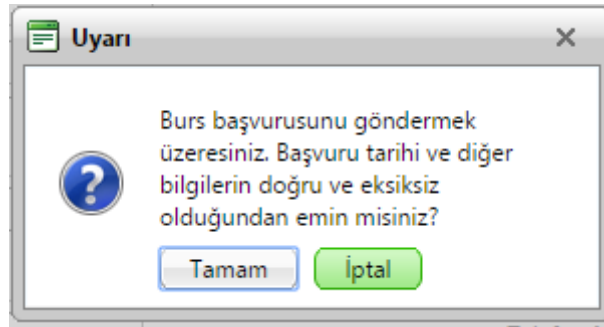 Uyarı
Burs başvurusunu göndermek
üzeresiniz. Başvuru tarihi ve diğer
bilgilerin doğru ve eksiksiz
olduğundan emin misiniz?
Tamam İptal